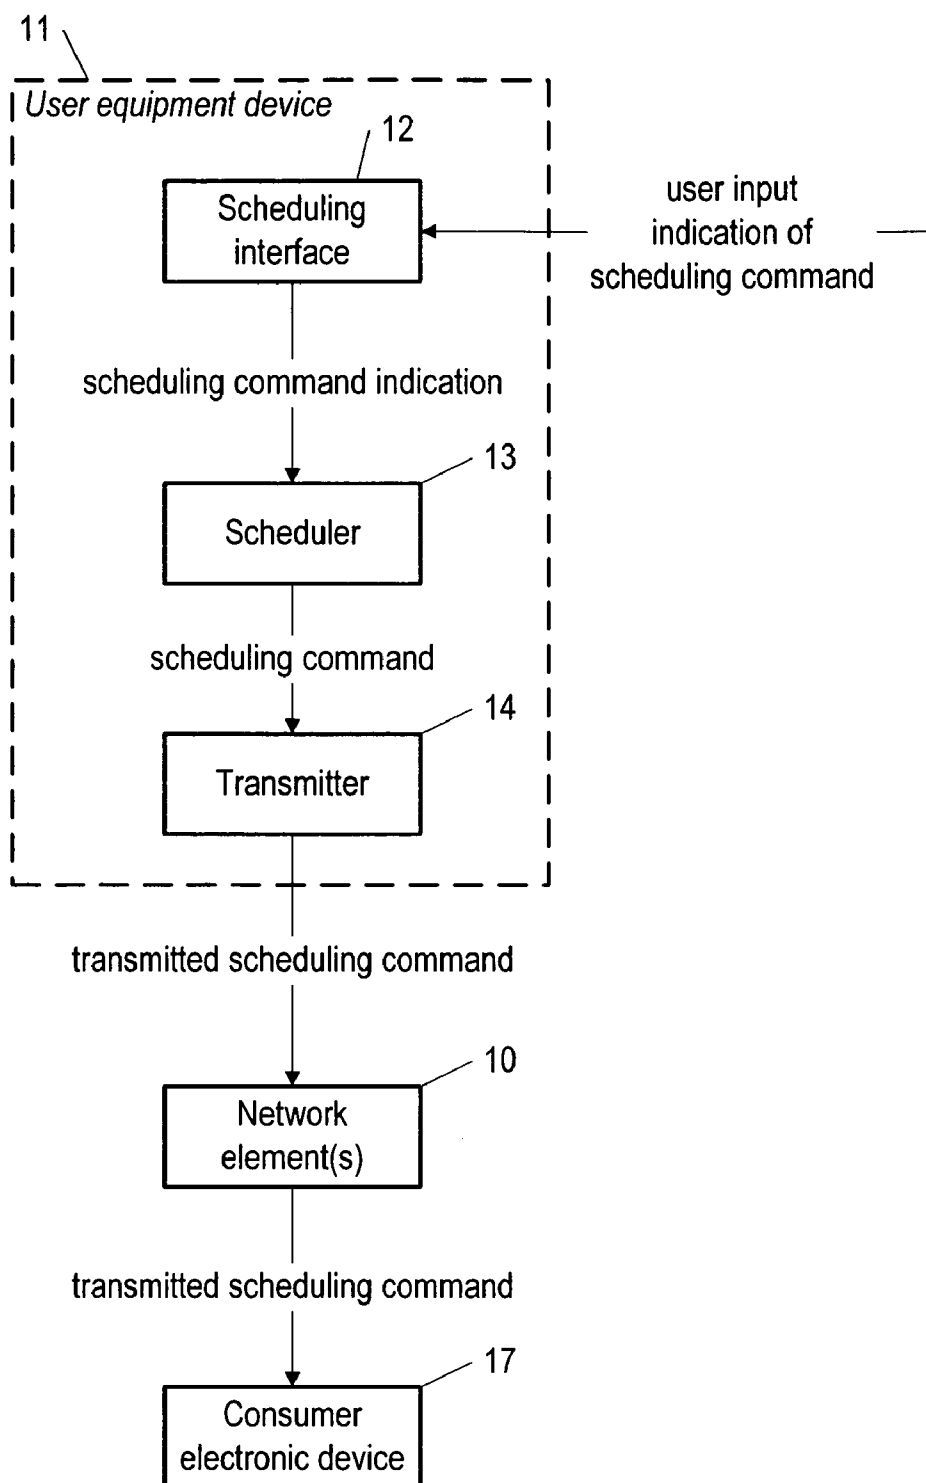 11
User equipment device
12
Scheduling
interface
user input
indication of
scheduling command
scheduling command indication
13
Scheduler
scheduling command
14
Transmitter
transmitted scheduling command
10
Network
element(s)
transmitted scheduling command
17
Consumer
electronic device